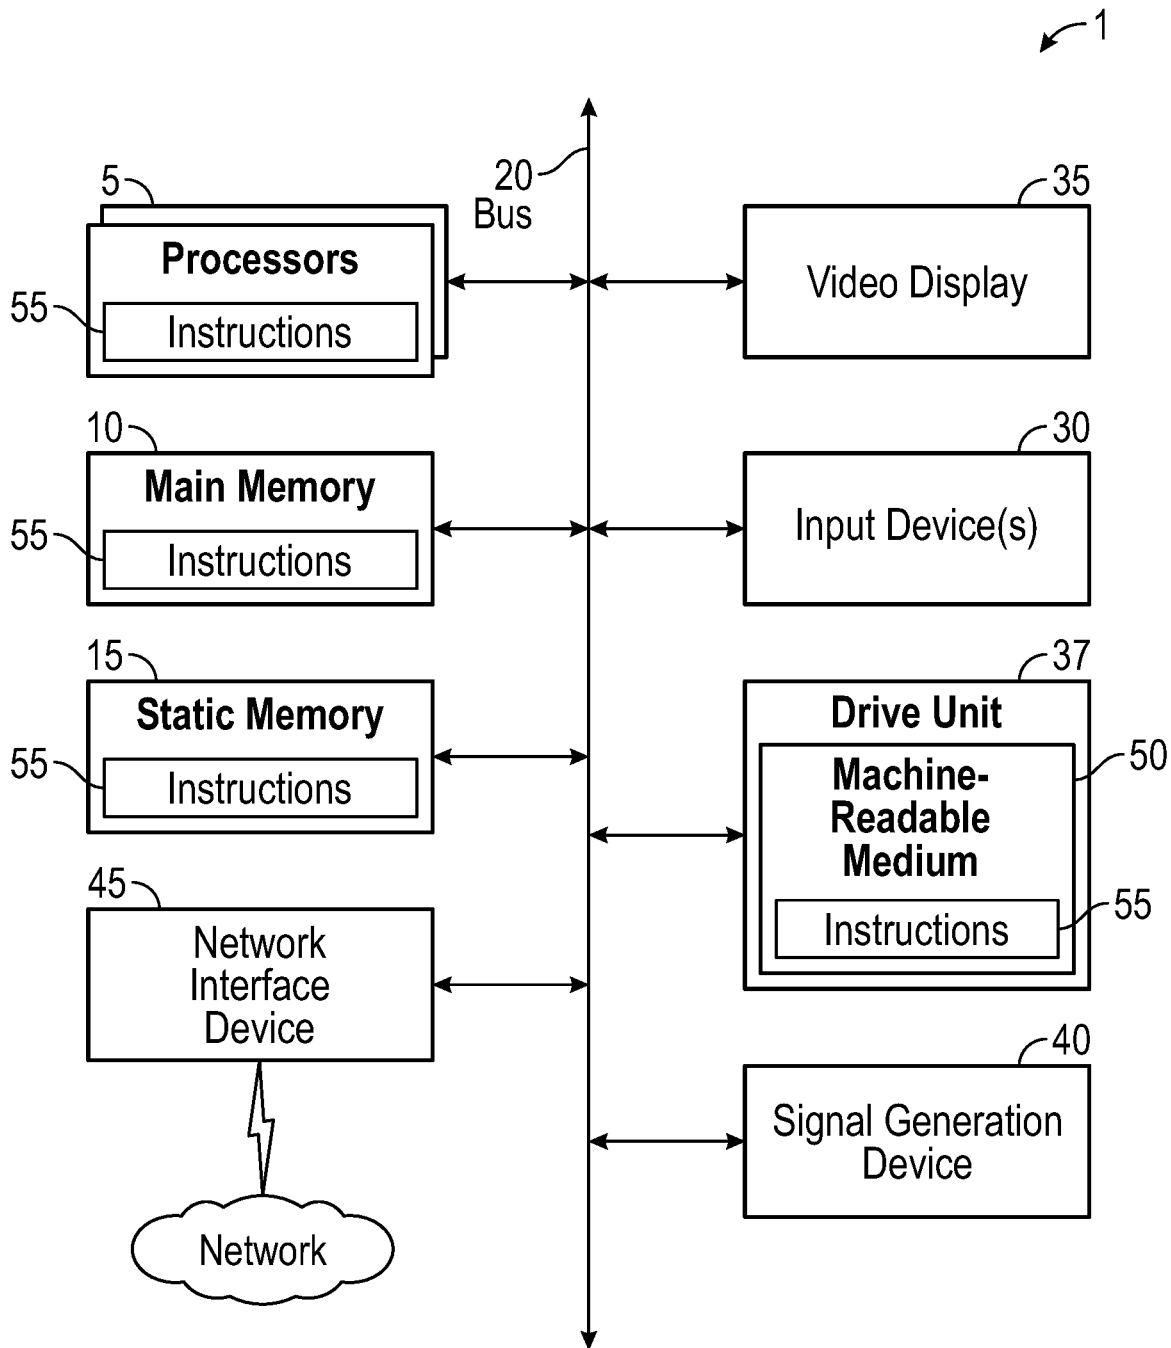 1
5
Processors
55
Instructions
20
Bus
35
Video Display
10
Main Memory
55
Instructions
30
Input Device(s)
15
Static Memory
55
Instructions
37
Drive Unit
50
Machine-
Readable
Medium
55
Instructions
45
Network
Interface
Device
40
Signal Generation
Device
Network